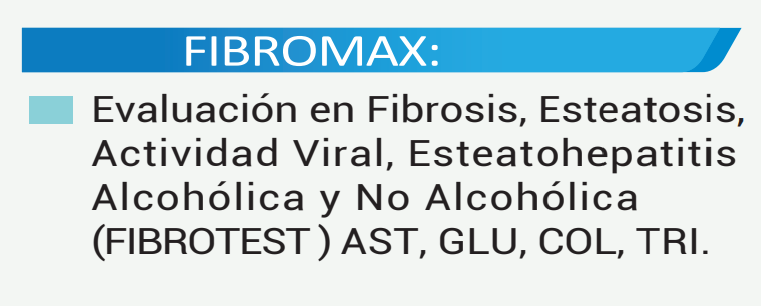 FIBROMAX:
Evaluación en Fibrosis, Esteatosis,
Actividad Viral, Esteatohepatitis
Alcohólica y No Alcohólica
(FIBROTEST ) AST, GLU, COL, TRI.